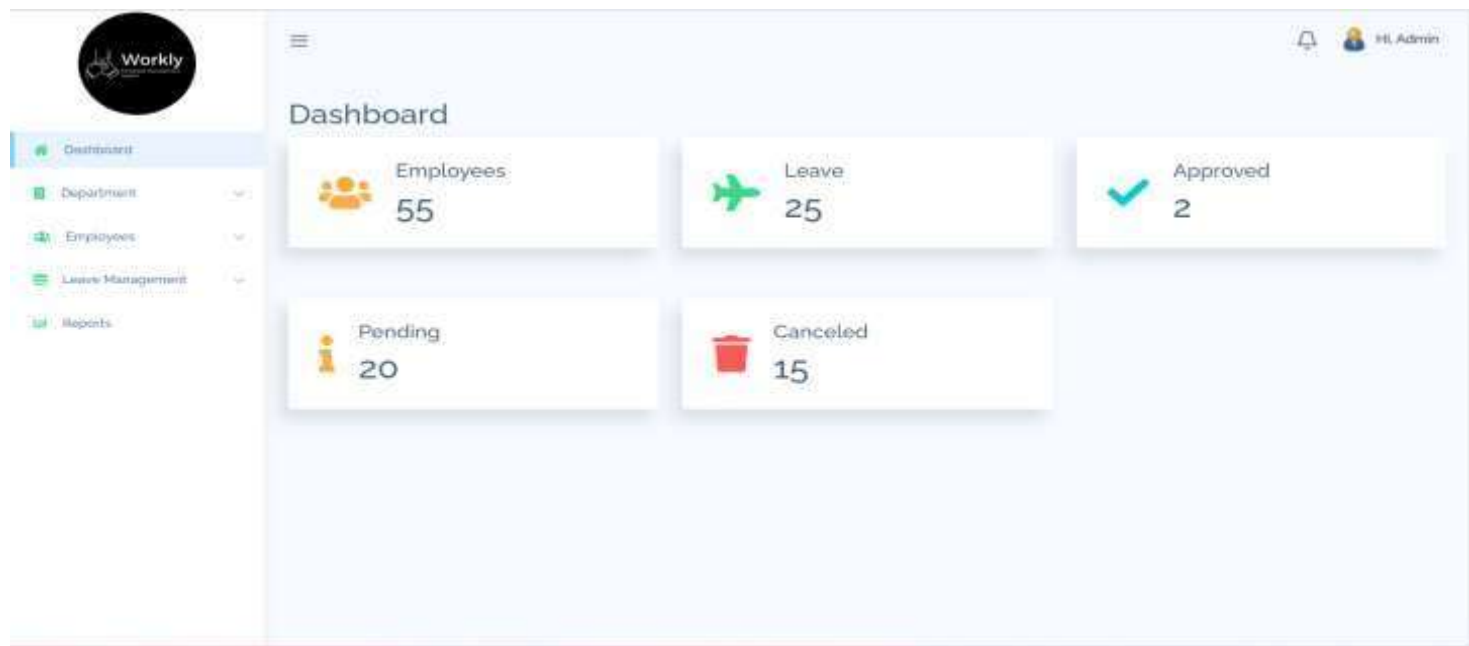 Workly
Hi, Admin
Dashboard
Dashboard
Department
Employees
Leave Management
Reports
Employees
55
Leave
25
Approved
2
Pending
20
Canceled
15